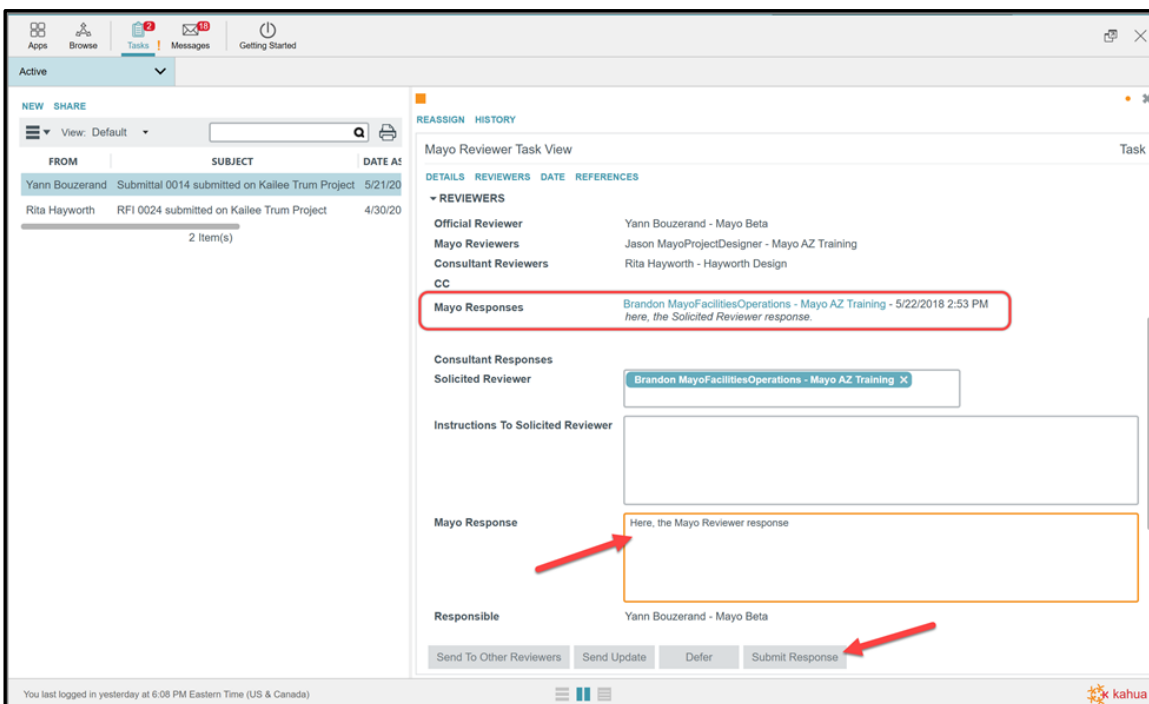 2
18
Apps Browse Tasks Messages Getting Started
Active
NEW SHARE
View: Default
FROM SUBJECT DATE AS
Yann Bouzerand Submittal 0014 submitted on Kailee Trum Project 5/21/20
Rita Hayworth RFI 0024 submitted on Kailee Trum Project 4/30/20
2 Item(s)
REASSIGN HISTORY
Mayo Reviewer Task View Task
DETAILS REVIEWERS DATE REFERENCES
REVIEWERS
Official Reviewer Yann Bouzerand - Mayo Beta
Mayo Reviewers Jason MayoProjectDesigner - Mayo AZ Training
Consultant Reviewers Rita Hayworth - Hayworth Design
CC
Mayo Responses Brandon MayoFacilitiesOperations - Mayo AZ Training - 5/22/2018 2:53 PM
here, the Solicited Reviewer response.
Consultant Responses
Solicited Reviewer Brandon MayoFacilitiesOperations - Mayo AZ Training X
Instructions To Solicited Reviewer
Mayo Response Here, the Mayo Reviewer response
Responsible Yann Bouzerand - Mayo Beta
Send To Other Reviewers Send Update Defer Submit Response
You last logged in yesterday at 6:08 PM Eastern Time (US & Canada) kahua